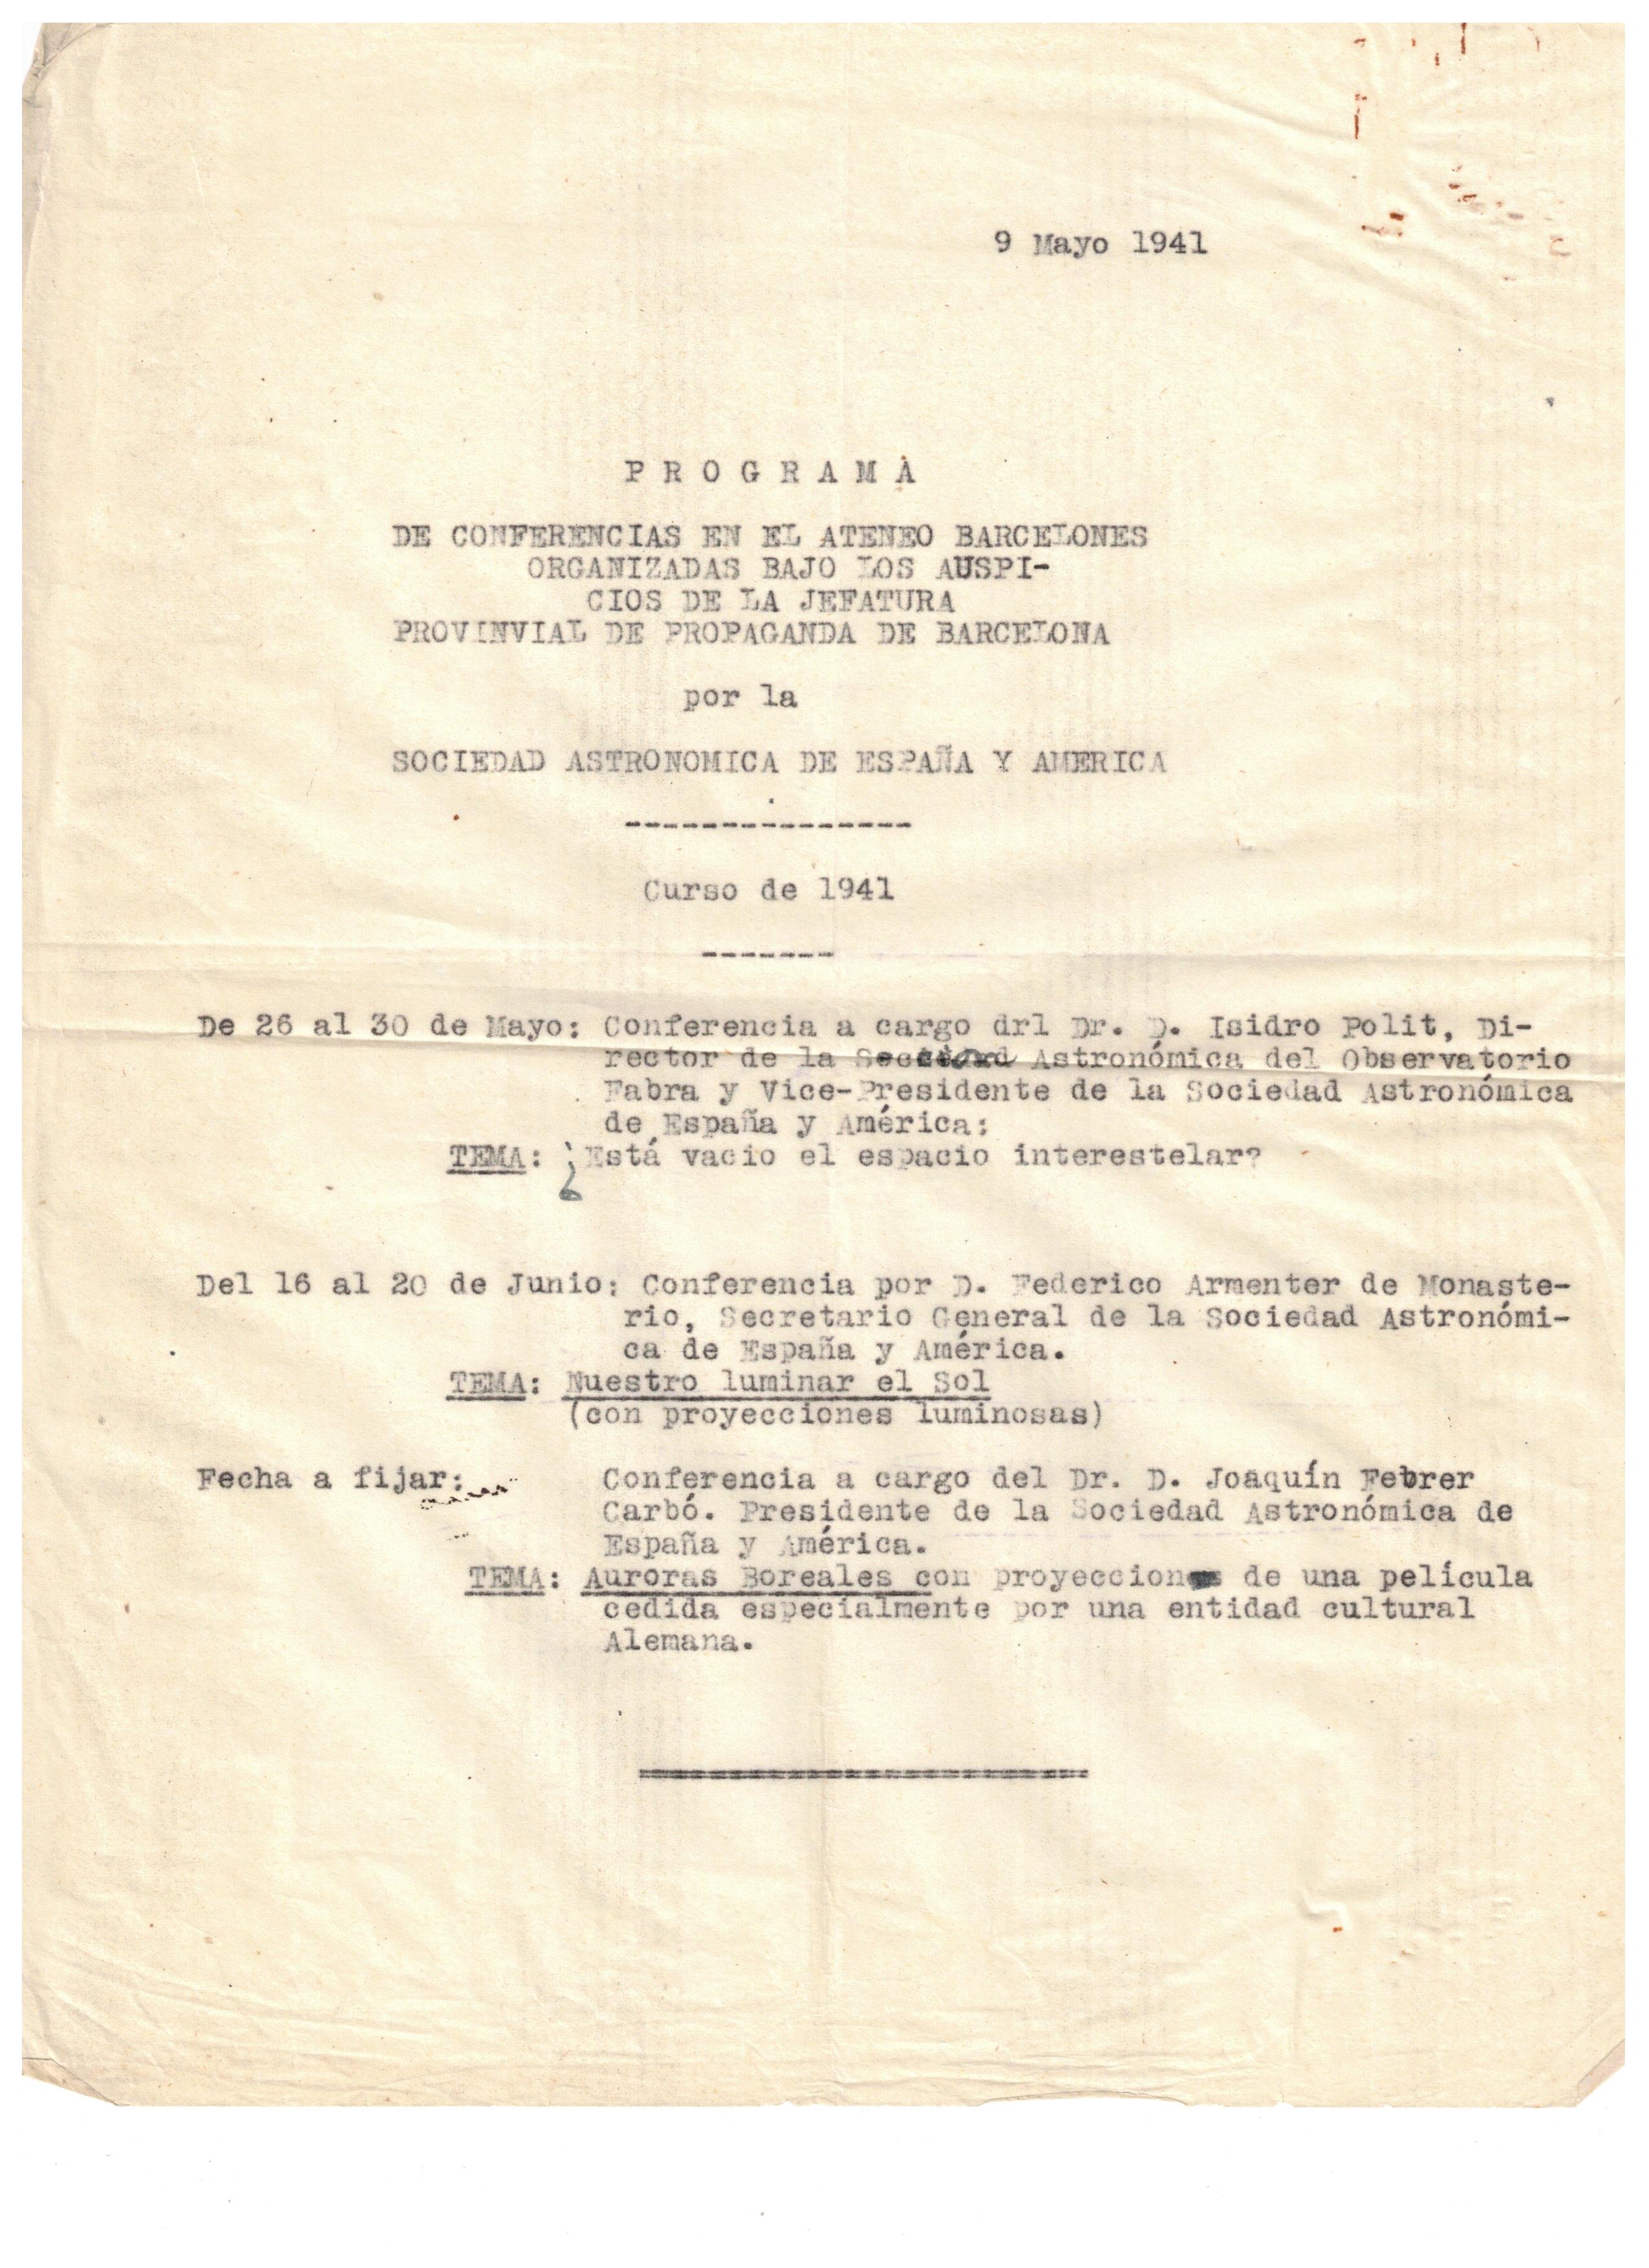 9 Mayo 1941
P R O G R A M A
DE CONFERENCIAS EN EL ATENEO BARCELONES
ORGANIZADAS BAJO LOS AUSPI-
CIOS DE LA JEFATURA
PROVINVIAL DE PROPAGANDA DE BARCELONA
por la
SOCIEDAD ASTRONOMICA DE ESPAÑA Y AMERICA
---------------
Curso de 1941
-------
De 26 al 30 de Mayo: Conferencia a cargo drl Dr. D. Isidro Polit, Di-
rector de la Astronómica del Observatorio
Fabra y Vice-Presidente de la Sociedad Astronómica
de España y América:
TEMA: ¿Está vacio el espacio interestelar?
Del 16 al 20 de Junio: Conferencia por D. Federico Armenter de Monaste-
rio, Secretario General de la Sociedad Astronómi-
ca de España y América.
TEMA: Nuestro luminar el Sol
(con proyecciones luminosas)
Fecha a fijar: Conferencia a cargo del Dr. D. Joaquín Febrer
Carbó. Presidente de la Sociedad Astronómica de
España y América.
TEMA: Auroras Boreales con proyeccion de una película
cedida especialmente por una entidad cultural
Alemana.